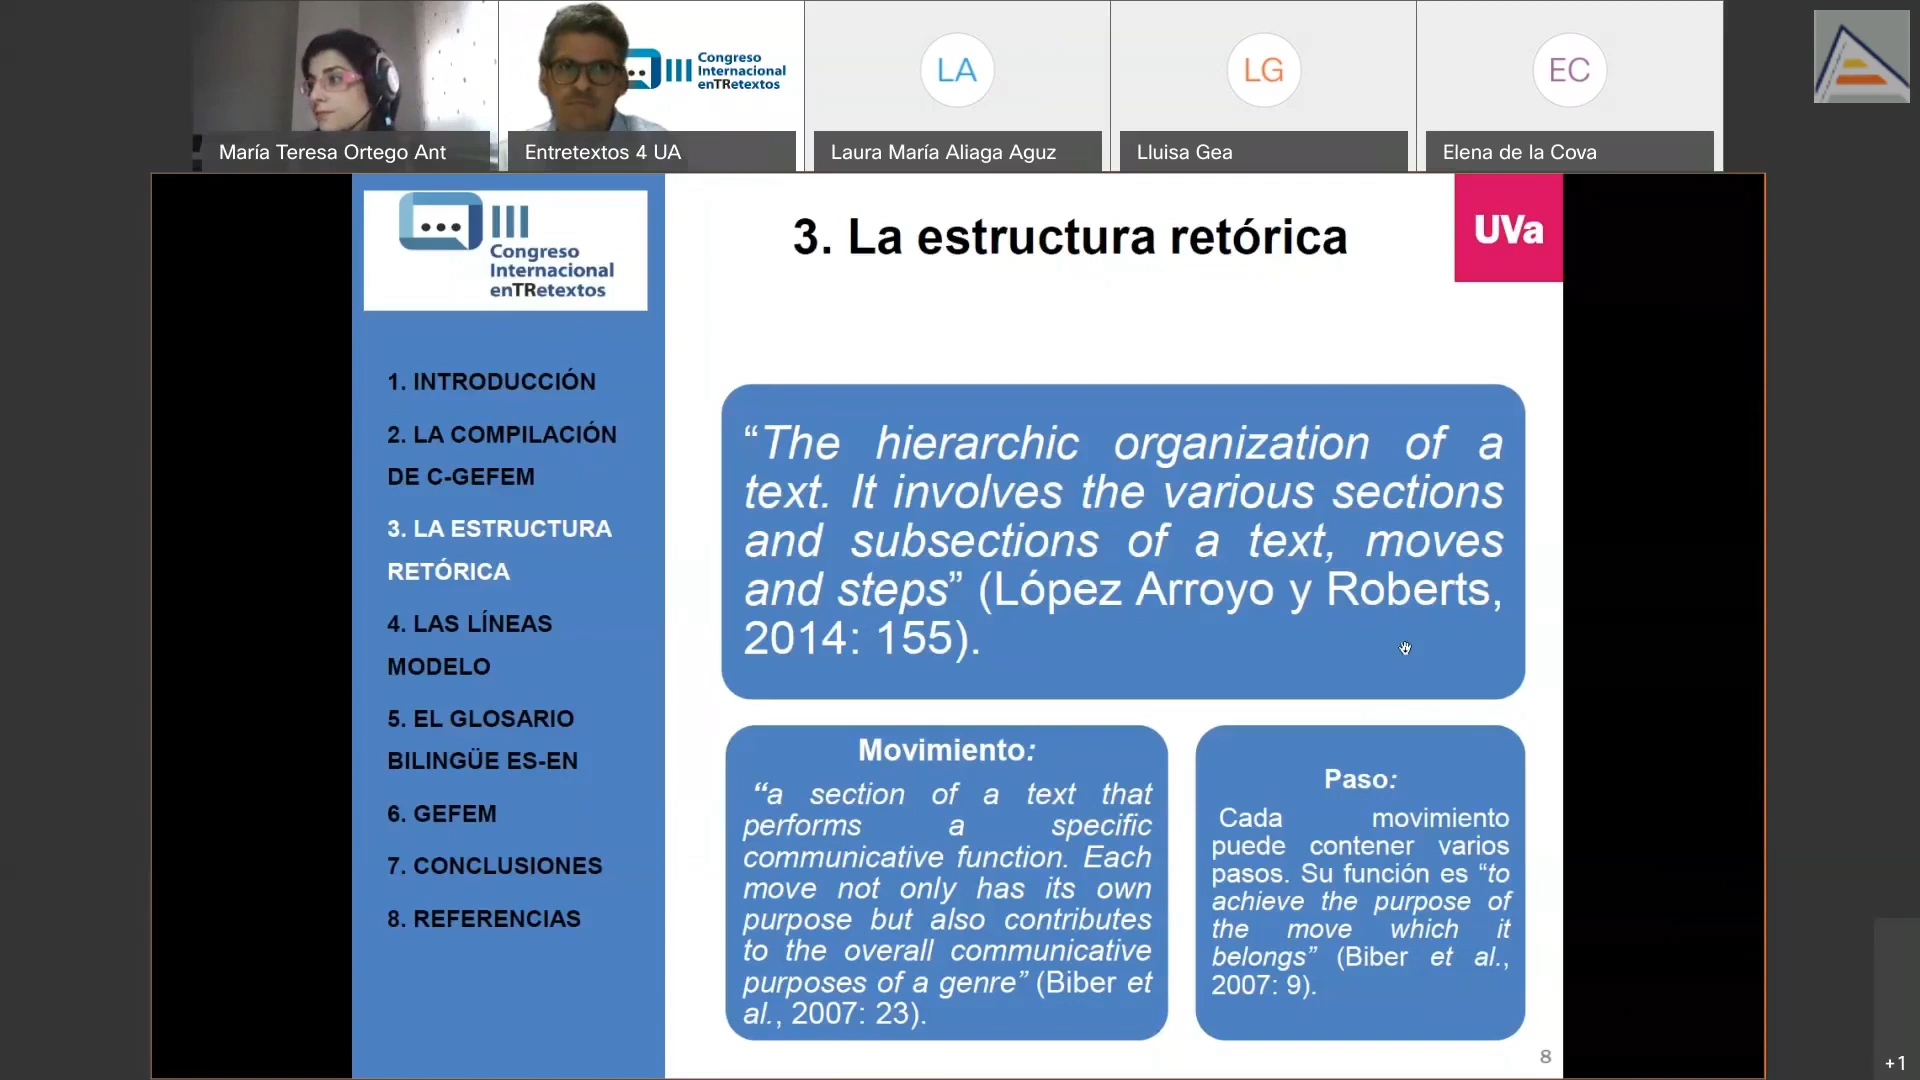 Congreso
Internacional
enTRetextos
LA
LG
EC
María Teresa Ortego Ant
Entretextos 4 UA
Laura María Aliaga Aguz
Lluisa Gea
Elena de la Cova
III
Congreso
Internacional
enTRetextos
1. INTRODUCCIÓN
2. LA COMPILACIÓN
DE C-GEFEM
3. LA ESTRUCTURA
RETÓRICA
4. LAS LÍNEAS
MODELO
5. EL GLOSARIO
BILINGÜE ES-EN
6. GEFEM
7. CONCLUSIONES
8. REFERENCIAS
3. La estructura retórica
UVa
“The hierarchic organization of a
text. It involves the various sections
and subsections of a text, moves
and steps” (López Arroyo y Roberts,
2014: 155).
Movimiento:
“a section of a text that
performs a specific
communicative function. Each
move not only has its own
purpose but also contributes
to the overall communicative
purposes of a genre” (Biber et
al., 2007: 23).
Paso:
Cada movimiento
puede contener varios
pasos. Su función es “to
achieve the purpose of
the move which it
belongs” (Biber et al.,
2007: 9).
8
+1